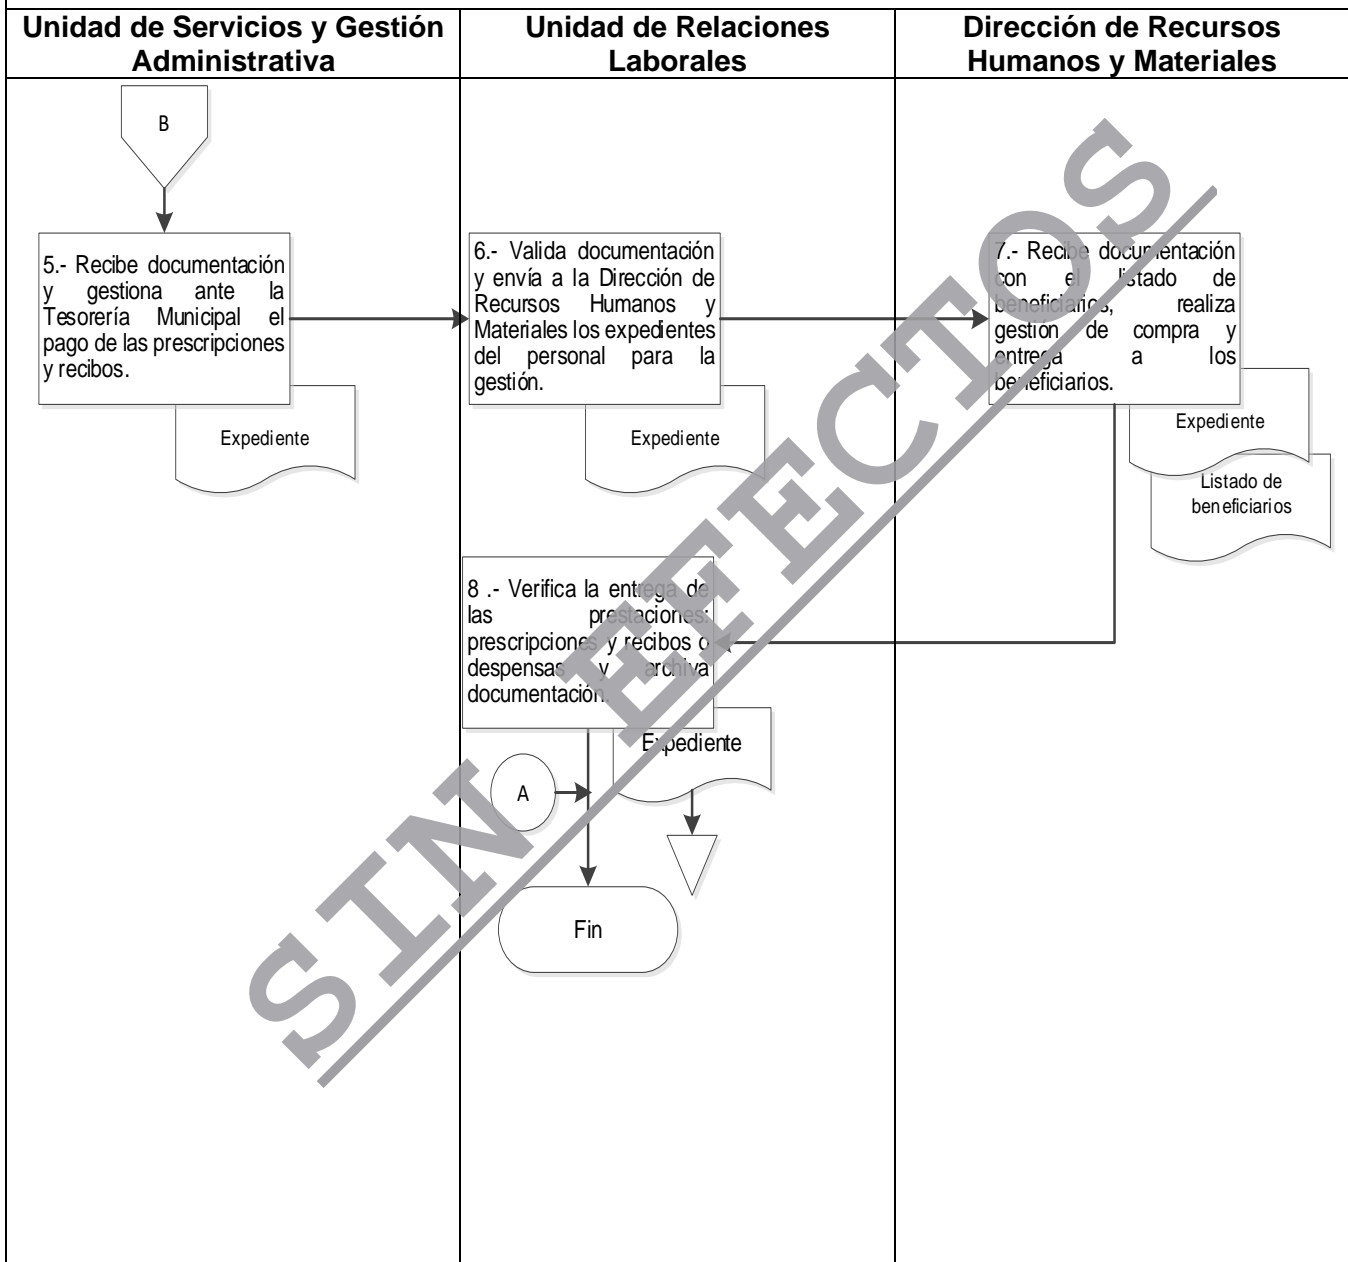 Unidad de Servicios y Gestión
Administrativa
Unidad de Relaciones
Laborales
Dirección de Recursos
Humanos y Materiales
B
5.- Recibe documentación
y gestiona ante la
Tesorería Municipal el
pago de las prescripciones
y recibos.
Expediente
6.- Valida documentación
y envía a la Dirección de
Recursos Humanos y
Materiales los expedientes
del personal para la
gestión.
Expediente
7.- Recibe documentación
con el listado de
beneficiarios, realiza
gestión de compra y
entrega a los
beneficiarios.
Expediente
Listado de
beneficiarios
8 .- Verifica la entrega de
las prestaciones:
prescripciones y recibos o
despensas y archiva
documentación.
Expediente
A
Fin
SIN EFECTOS